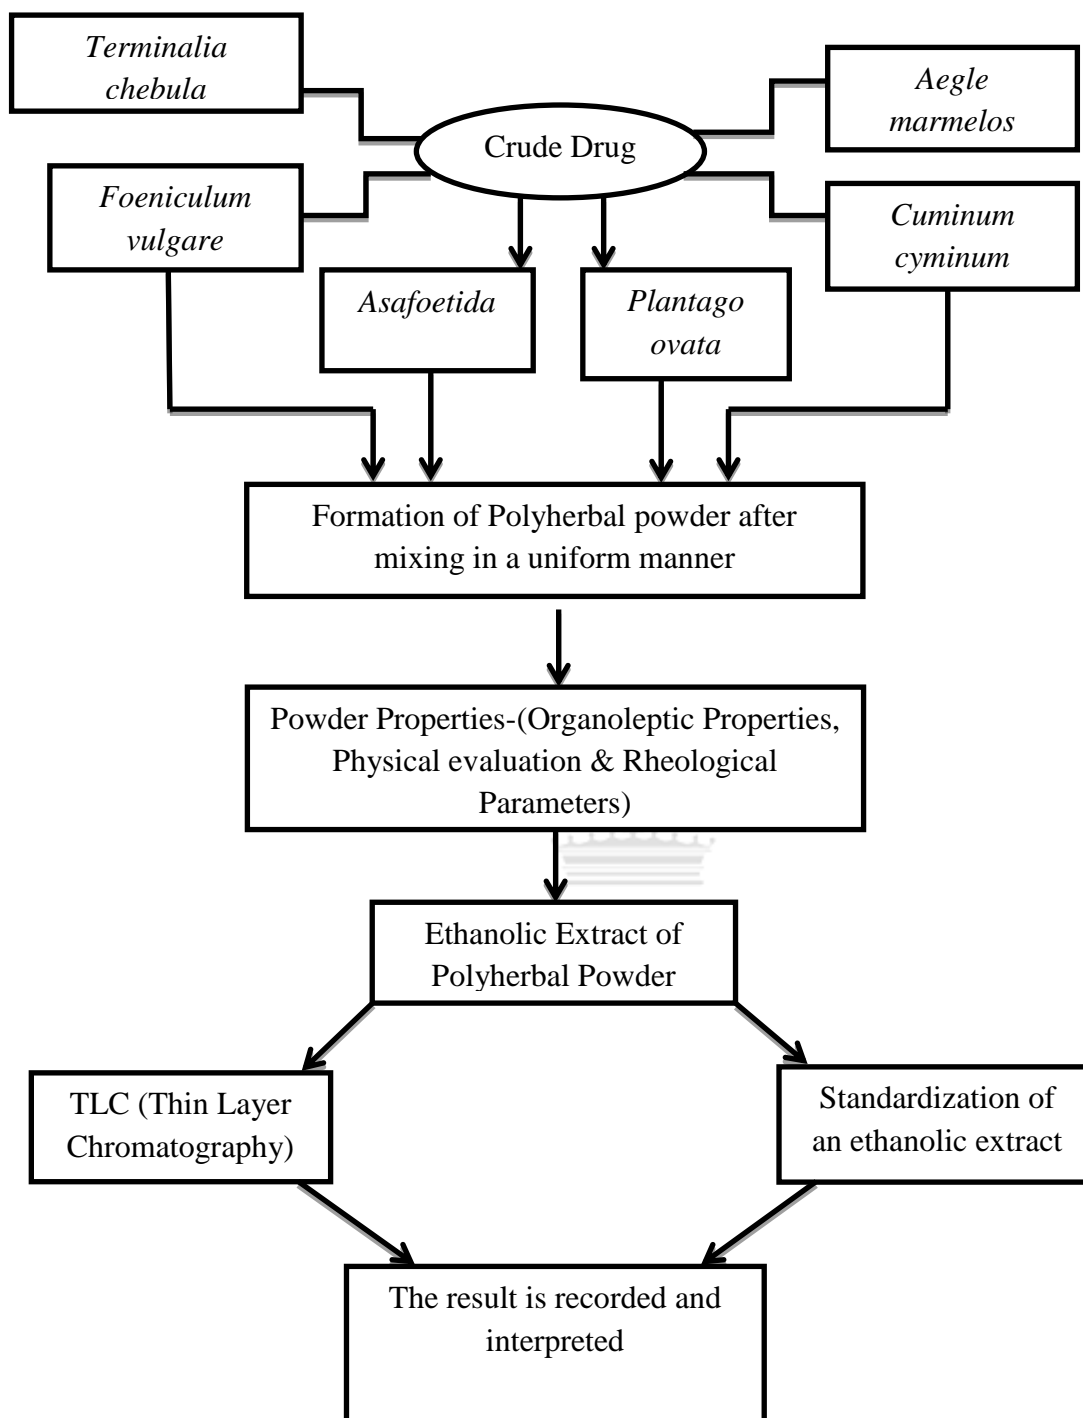 Terminalia
chebula
Aegle
marmelos
Crude Drug
Foeniculum
vulgare
Cuminum
cyminum
Asafoetida
Plantago
ovata
Formation of Polyherbal powder after
mixing in a uniform manner
Powder Properties-(Organoleptic Properties,
Physical evaluation & Rheological
Parameters)
Ethanolic Extract of
Polyherbal Powder
TLC (Thin Layer
Chromatography)
Standardization of
an ethanolic extract
The result is recorded and
interpreted